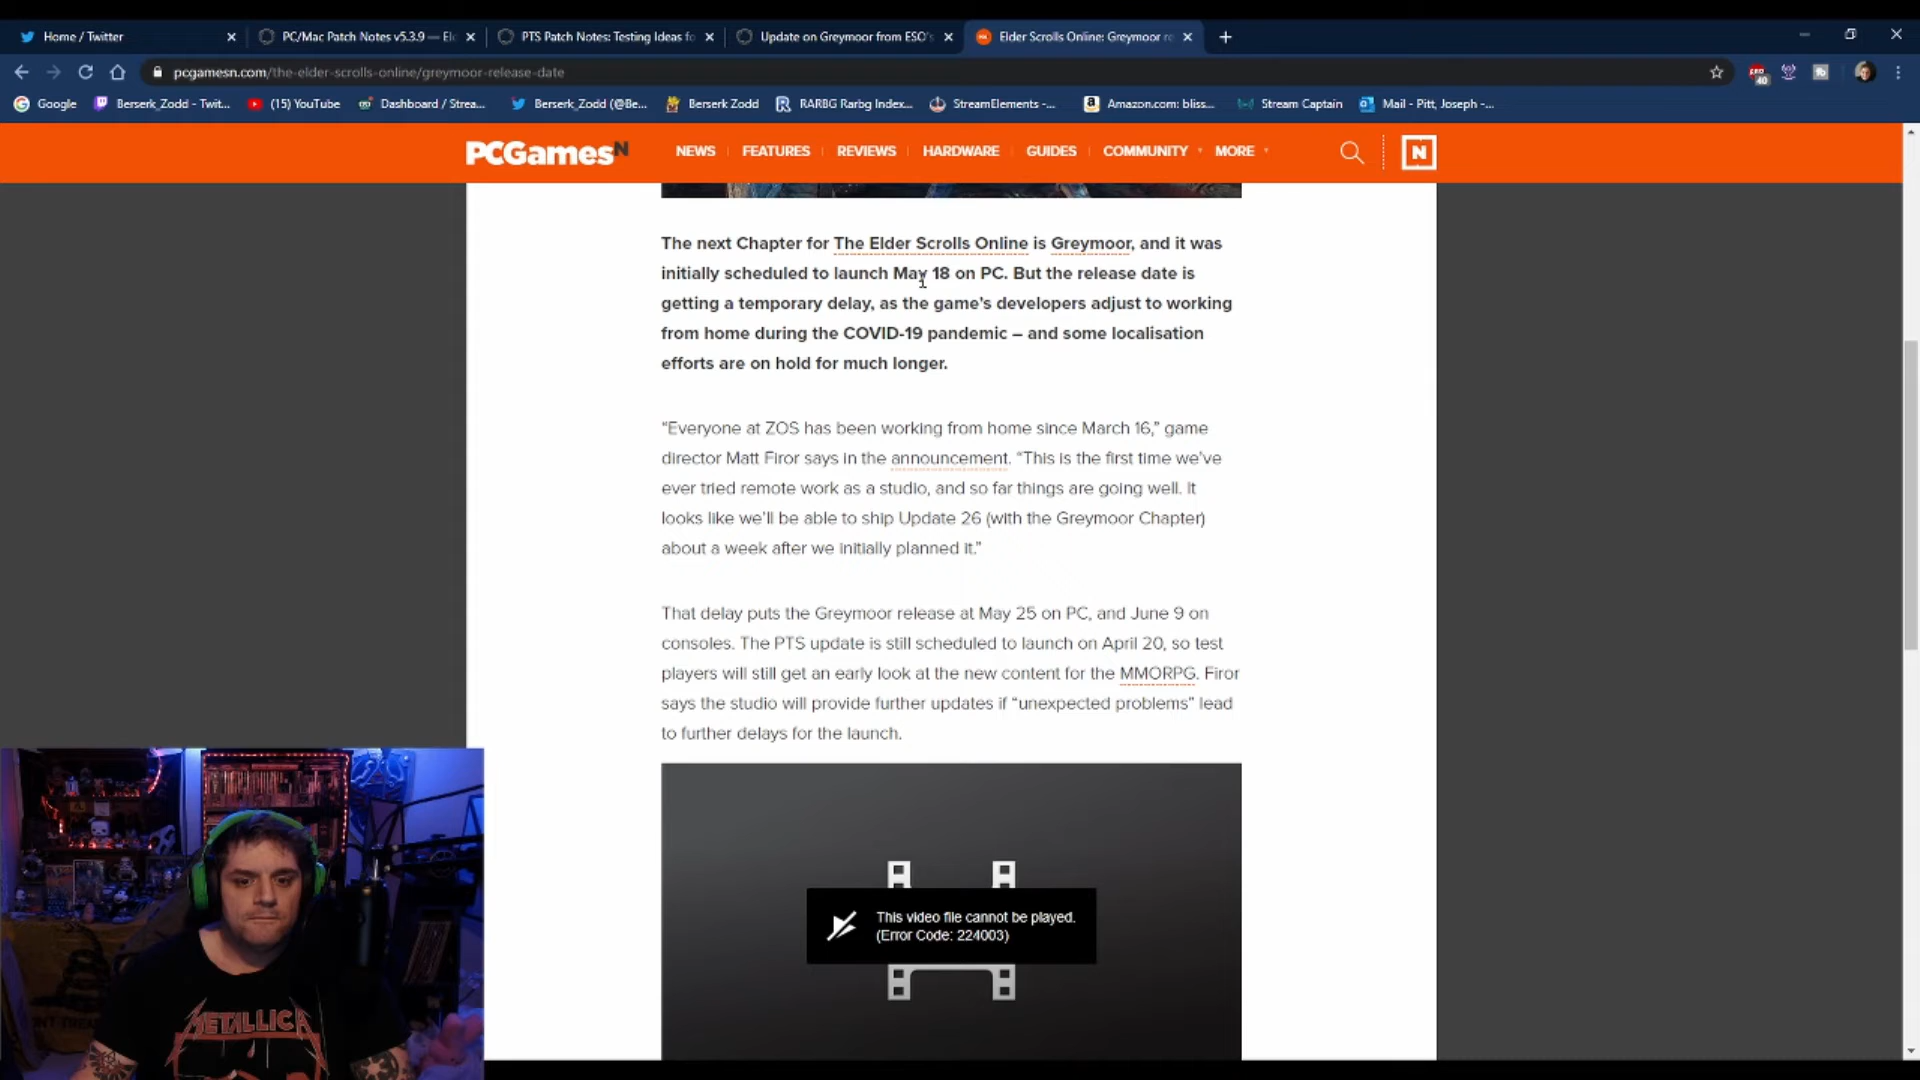 Home / Twitter
PC/Mac Patch Notes v5.3.9 — El
PTS Patch Notes: Testing Ideas fo
Update on Greymoor from ESO's
Elder Scrolls Online: Greymoor re
pcgamesn.com/the-elder-scrolls-online/greymoor-release-date
Google
Berserk_Zodd - Twit...
(15) YouTube
Dashboard / Strea...
Berserk_Zodd (@Be...
Berserk Zodd
RARBG Rarbg Index...
StreamElements -...
Amazon.com: bliss...
Stream Captain
Mail - Pitt, Joseph -...
PCGamesN
NEWS
FEATURES
REVIEWS
HARDWARE
GUIDES
COMMUNITY
MORE
N
The next Chapter for The Elder Scrolls Online is Greymoor, and it was
initially scheduled to launch May 18 on PC. But the release date is
getting a temporary delay, as the game's developers adjust to working
from home during the COVID-19 pandemic – and some localisation
efforts are on hold for much longer.
“Everyone at ZOS has been working from home since March 16,” game
director Matt Firor says in the announcement. “This is the first time we've
ever tried remote work as a studio, and so far things are going well. It
looks like we'll be able to ship Update 26 (with the Greymoor Chapter)
about a week after we initially planned it.”
That delay puts the Greymoor release at May 25 on PC, and June 9 on
consoles. The PTS update is still scheduled to launch on April 20, so test
players will still get an early look at the new content for the MMORPG. Firor
says the studio will provide further updates if “unexpected problems” lead
to further delays for the launch.
This video file cannot be played.
(Error Code: 224003)
METALLICA